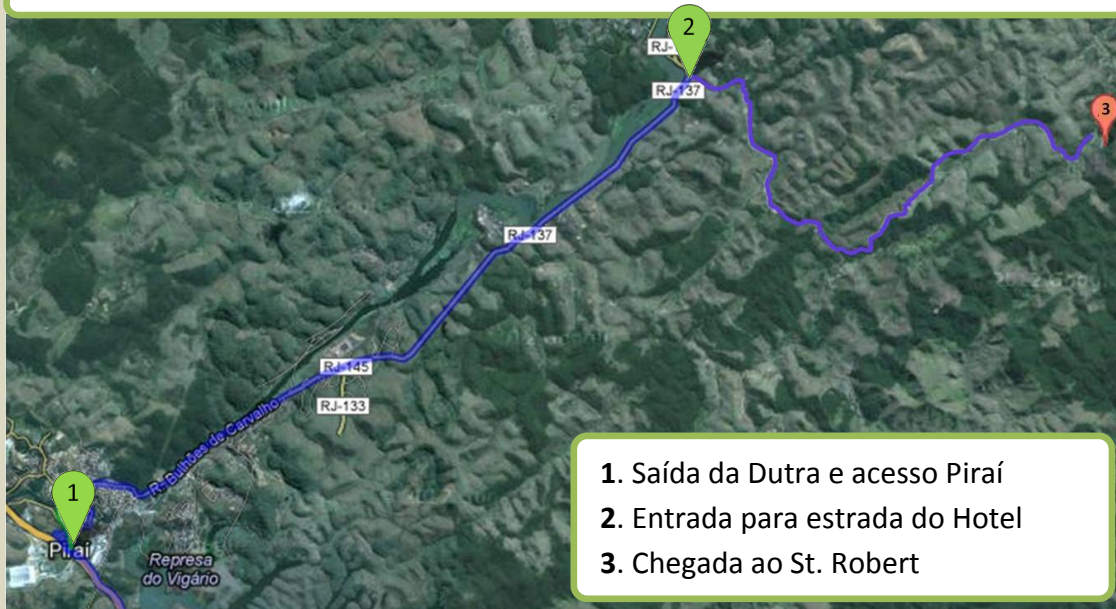 2
RJ-
RJ-137
3
RJ-137
RJ-145
RJ-133
R. Bulhões de Carvalho
1
Piraí
Represa
do Vigário
1. Saída da Dutra e acesso Piraí
2. Entrada para estrada do Hotel
3. Chegada ao St. Robert